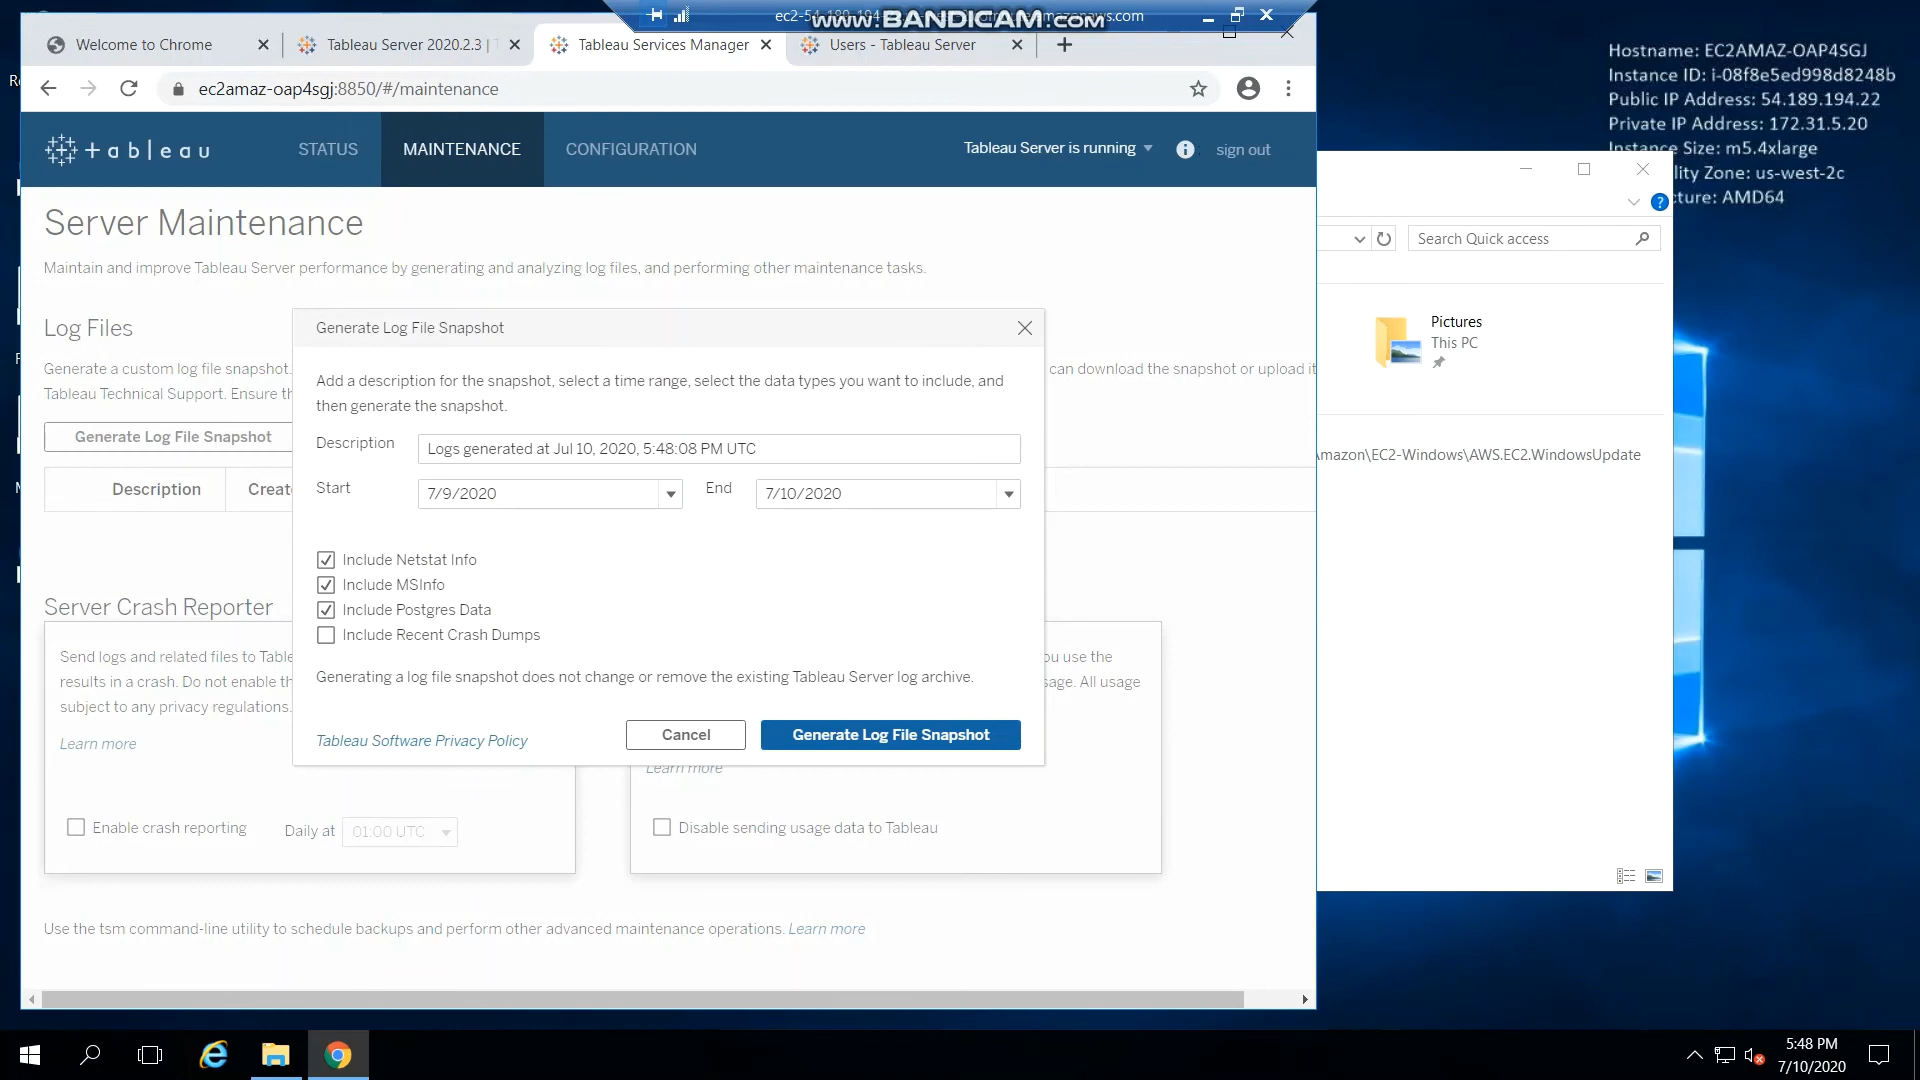 www.BANDICAM.com
Welcome to Chrome
Tableau Server 2020.2.3 |
Tableau Services Manager
Users - Tableau Server
ec2amaz-oap4sgj:8850/#/maintenance
Hostname: EC2AMAZ-OAP4SGJ
Instance ID: i-08f8e5ed998d8248b
Public IP Address: 54.189.194.22
Private IP Address: 172.31.5.20
Instance Size: m5.4xlarge
lity Zone: us-west-2c
cture: AMD64
+ a b | e a u
STATUS
MAINTENANCE
CONFIGURATION
Tableau Server is running
sign out
Server Maintenance
Maintain and improve Tableau Server performance by generating and analyzing log files, and performing other maintenance tasks.
Log Files
Generate a custom log file snapshot.
can download the snapshot or upload it
Tableau Technical Support. Ensure th
Generate Log File Snapshot
Description
Create
Generate Log File Snapshot
Add a description for the snapshot, select a time range, select the data types you want to include, and
then generate the snapshot.
Description
Logs generated at Jul 10, 2020, 5:48:08 PM UTC
Start
7/9/2020
End
7/10/2020
Include Netstat Info
Include MSInfo
Include Postgres Data
Include Recent Crash Dumps
Generating a log file snapshot does not change or remove the existing Tableau Server log archive.
Tableau Software Privacy Policy
Cancel
Generate Log File Snapshot
Server Crash Reporter
Send logs and related files to Table
results in a crash. Do not enable th
subject to any privacy regulations.
Learn more
Enable crash reporting
Daily at
01:00 UTC
ou use the
sage. All usage
Learn more
Disable sending usage data to Tableau
Use the tsm command-line utility to schedule backups and perform other advanced maintenance operations. Learn more
Search Quick access
Pictures
This PC
mazon\EC2-Windows\AWS.EC2.WindowsUpdate
5:48 PM
7/10/2020